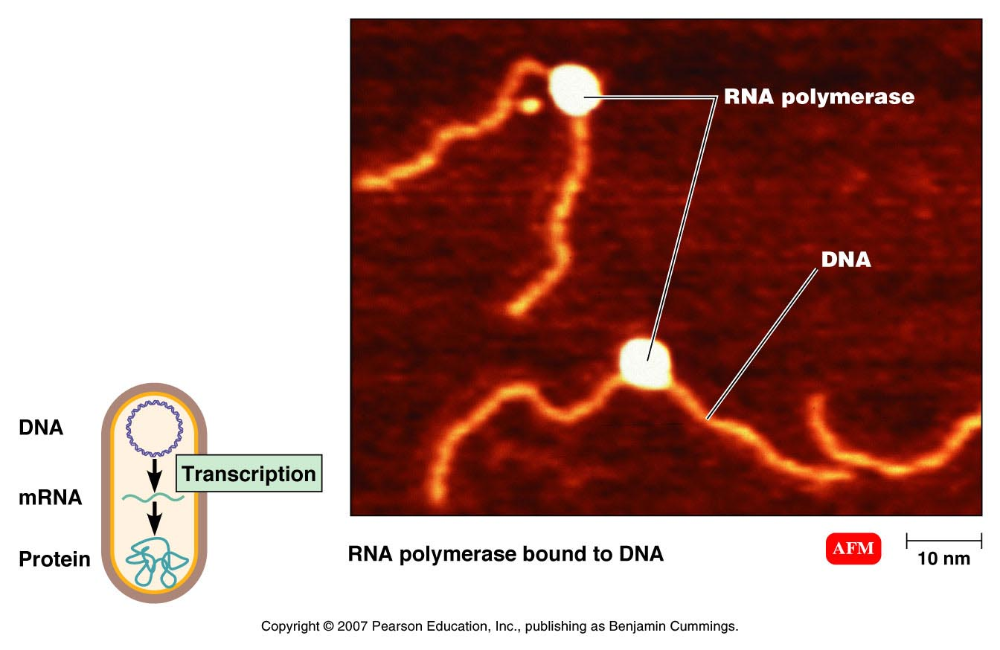 RNA polymerase
DNA
DNA
Transcription
mRNA
Protein
RNA polymerase bound to DNA
AFM
10 nm
Copyright © 2007 Pearson Education, Inc., publishing as Benjamin Cummings.